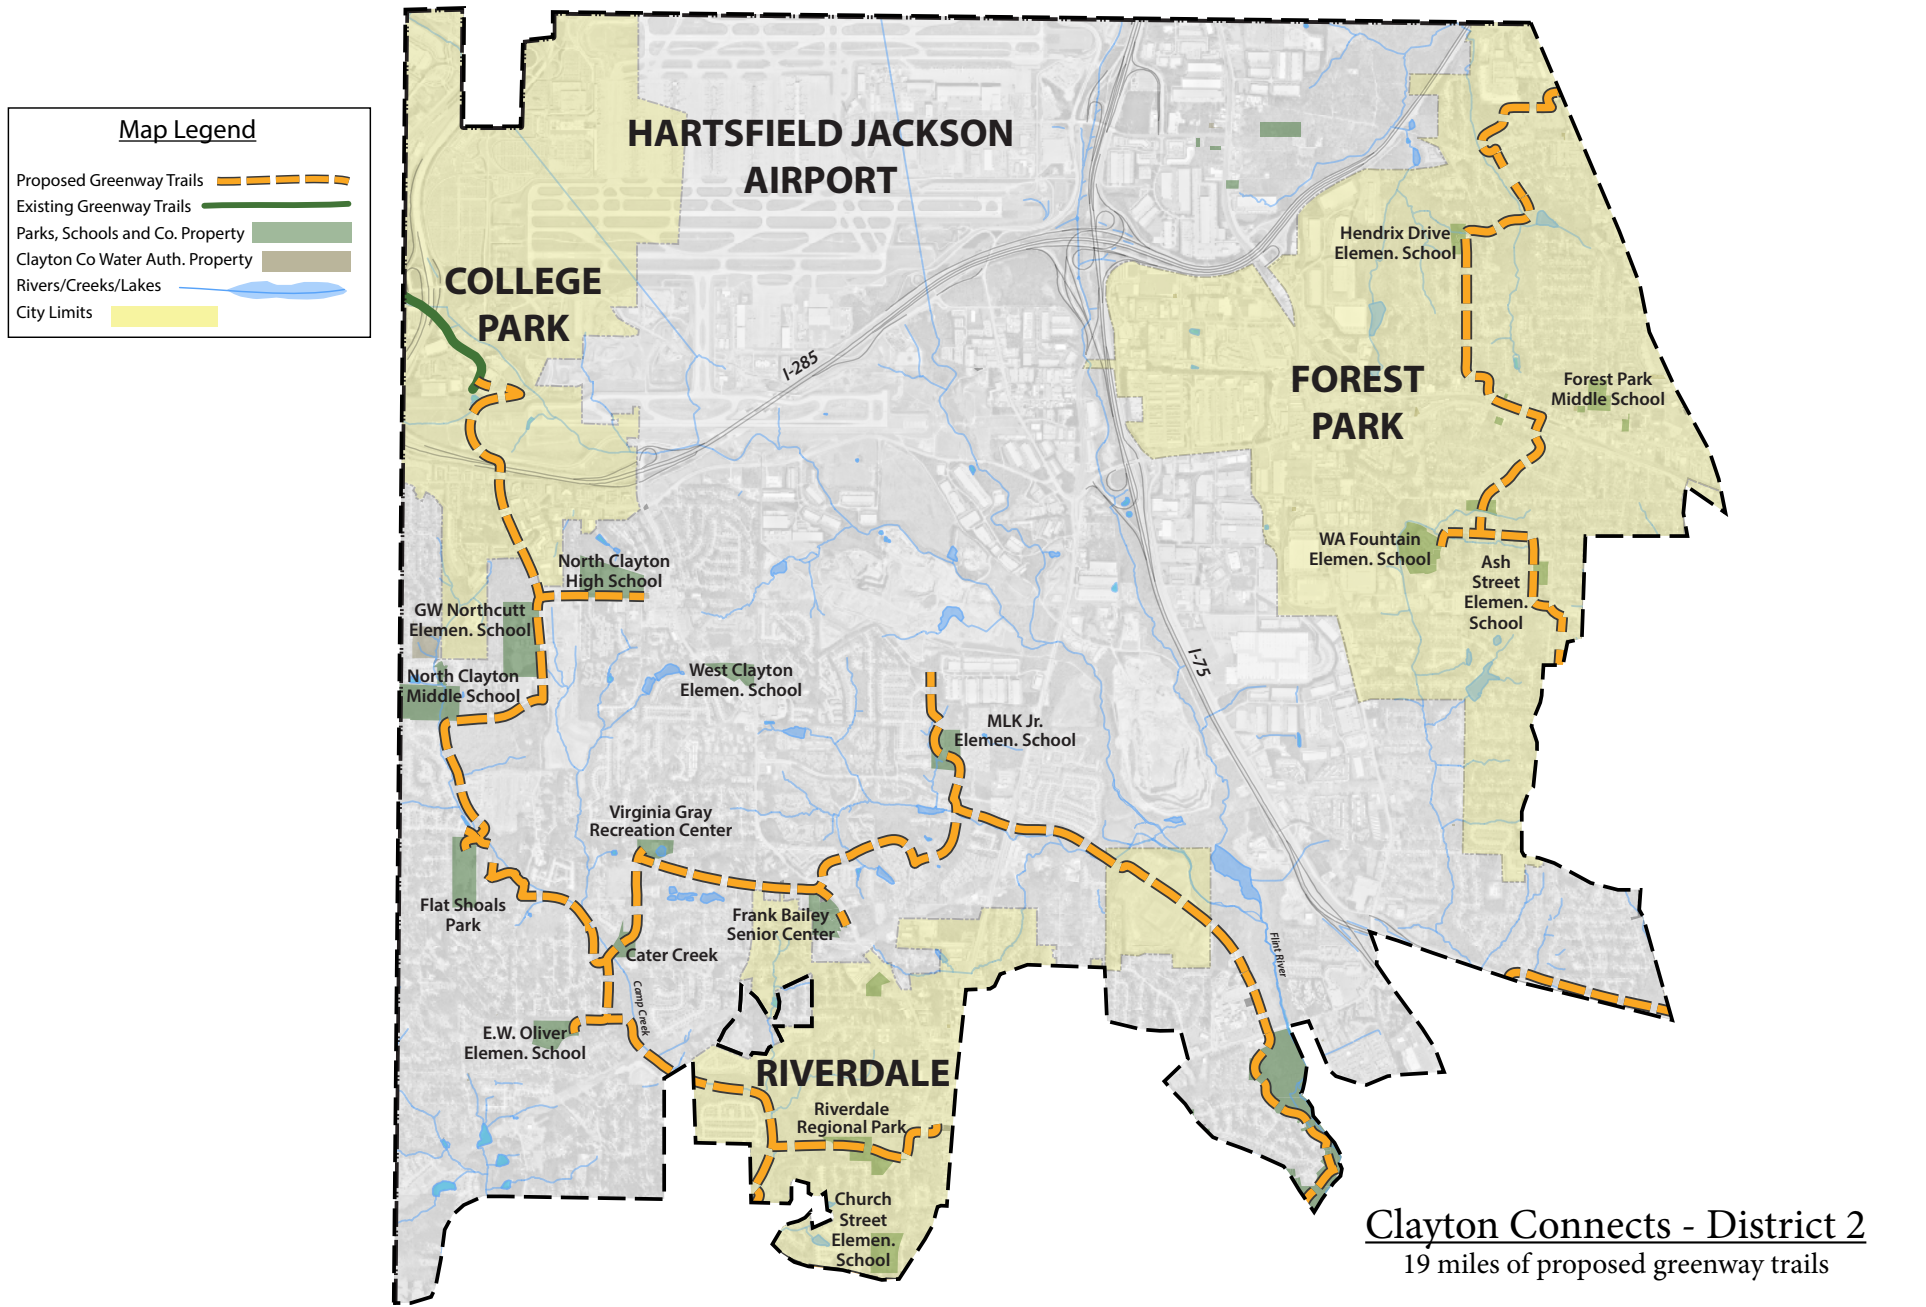 Map Legend
Proposed Greenway Trails
Existing Greenway Trails
Parks, Schools and Co. Property
Clayton Co Water Auth. Property
Rivers/Creeks/Lakes
City Limits
HARTSFIELD JACKSON
AIRPORT
COLLEGE
PARK
I-285
Hendrix Drive
Elemen. School
FOREST
PARK
Forest Park
Middle School
WA Fountain
Elemen. School
Ash
Street
Elemen.
School
North Clayton
High School
GW Northcutt
Elemen. School
North Clayton
Middle School
West Clayton
Elemen. School
I-75
MLK Jr.
Elemen. School
Virginia Gray
Recreation Center
Flat Shoals
Park
Frank Bailey
Senior Center
Cater Creek
Flint River
Camp Creek
E.W. Oliver
Elemen. School
RIVERDALE
Riverdale
Regional Park
Church
Street
Elemen.
School
Clayton Connects - District 2
19 miles of proposed greenway trails